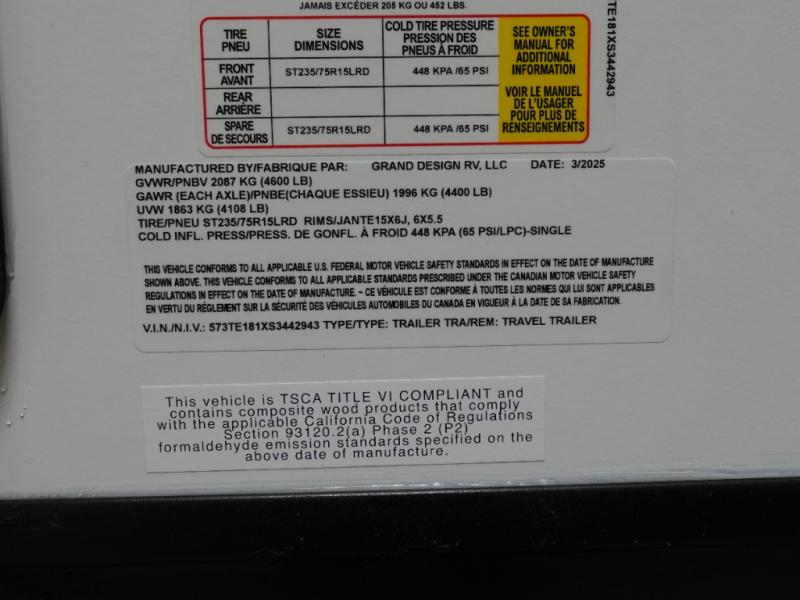 JAMAIS EXCÉDER 205 KG OU 452 LBS.
TIRE PNEU SIZE DIMENSIONS COLD TIRE PRESSURE PRESSION DES PNEUS À FROID
FRONT AVANT ST235/75R15LRD 448 KPA /65 PSI
REAR ARRIÈRE
SPARE DE SECOURS ST235/75R15LRD 448 KPA /65 PSI
SEE OWNER'S
MANUAL FOR
ADDITIONAL
INFORMATION
VOIR LE MANUEL
DE L'USAGER
POUR PLUS DE
RENSEIGNEMENTS
TE181XS3442943
MANUFACTURED BY/FABRIQUE PAR: GRAND DESIGN RV, LLC DATE: 3/2025
GVWR/PNBV 2087 KG (4600 LB)
GAWR (EACH AXLE)/PNBE(CHAQUE ESSIEU) 1996 KG (4400 LB)
UVW 1863 KG (4108 LB)
TIRE/PNEU ST235/75R15LRD RIMS/JANTE15X6J, 6X5.5
COLD INFL. PRESS/PRESS. DE GONFL. À FROID 448 KPA (65 PSI/LPC)-SINGLE
THIS VEHICLE CONFORMS TO ALL APPLICABLE U.S. FEDERAL MOTOR VEHICLE SAFETY STANDARDS IN EFFECT ON THE DATE OF MANUFACTURE
SHOWN ABOVE. THIS VEHICLE CONFORMS TO ALL APPLICABLE STANDARDS PRESCRIBED UNDER THE CANADIAN MOTOR VEHICLE SAFETY
REGULATIONS IN EFFECT ON THE DATE OF MANUFACTURE. - CE VÉHICULE EST CONFORME À TOUTES LES NORMES QUI LUI SONT APPLICABLES
EN VERTU DU RÈGLEMENT SUR LA SÉCURITÉ DES VÉHICULES AUTOMOBILES DU CANADA EN VIGUEUR À LA DATE DE SA FABRICATION.
V.I.N./N.I.V.: 573TE181XS3442943 TYPE/TYPE: TRAILER TRA/REM: TRAVEL TRAILER
This vehicle is TSCA TITLE VI COMPLIANT and
contains composite wood products that comply
with the applicable California Code of Regulations
Section 93120.2(a) Phase 2 (P2)
formaldehyde emission standards specified on the
above date of manufacture.